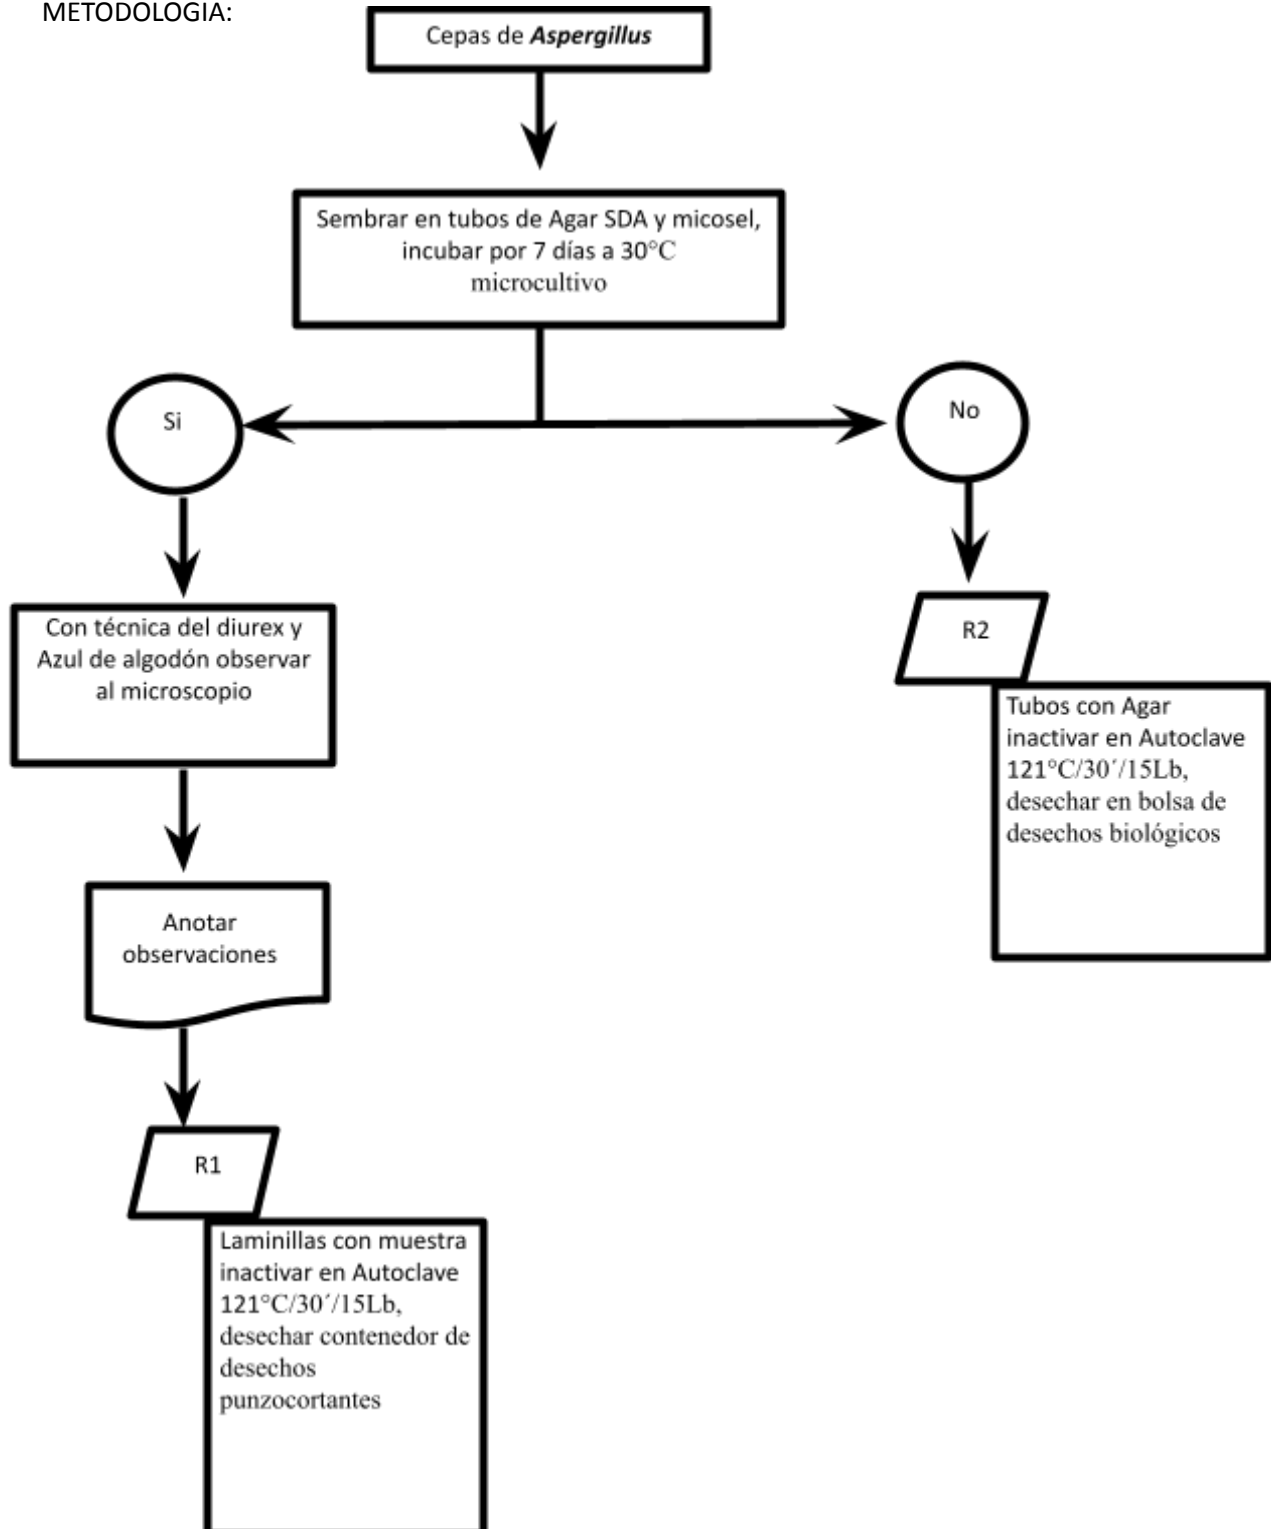 METODOLOGIA:
Cepas de Aspergillus
Sembrar en tubos de Agar SDA y micosel,
incubar por 7 días a 30°C
microcultivo
Si
No
Con técnica del diurex y
Azul de algodón observar
al microscopio
R2
Tubos con Agar
inactivar en Autoclave
121°C/30´/15Lb,
desechar en bolsa de
desechos biológicos
Anotar
observaciones
R1
Laminillas con muestra
inactivar en Autoclave
121°C/30´/15Lb,
desechar contenedor de
desechos
punzocortantes